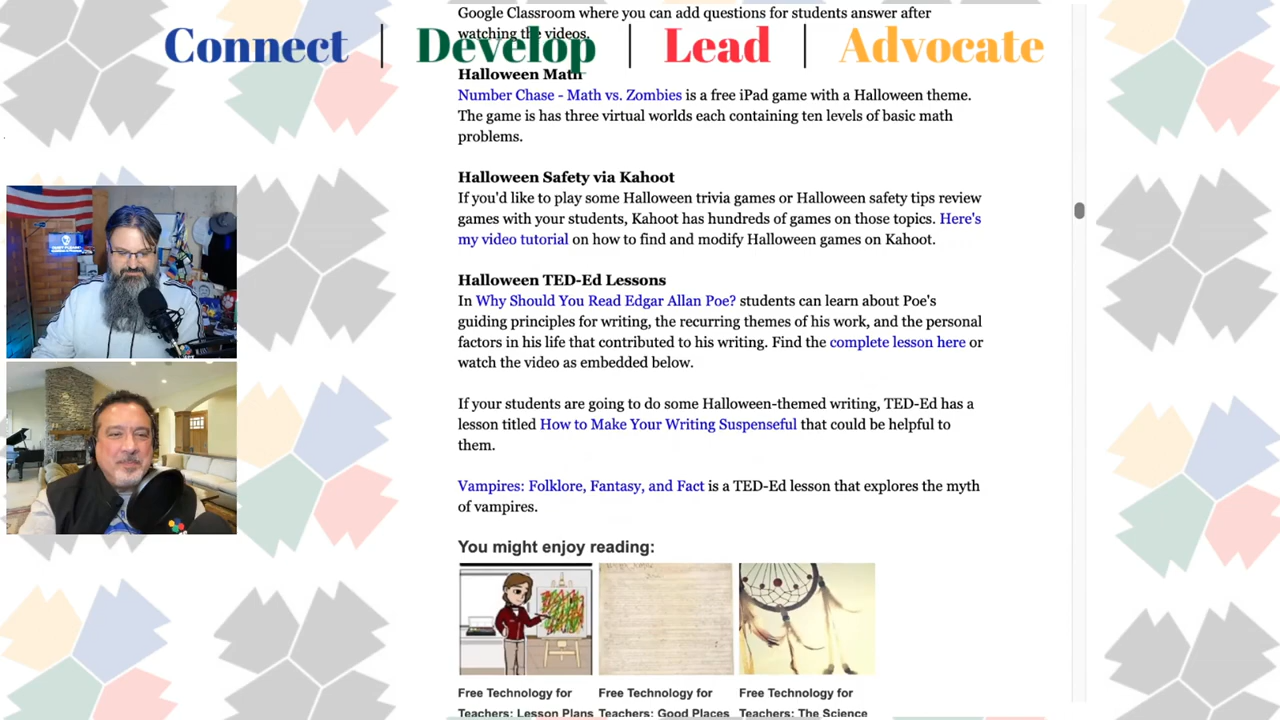 Google Classroom where you can add questions for students answer after
watching the videos.
Connect | Develop | Lead | Advocate
Halloween Math
Number Chase - Math vs. Zombies is a free iPad game with a Halloween theme.
The game is has three virtual worlds each containing ten levels of basic math
problems.
Halloween Safety via Kahoot
If you'd like to play some Halloween trivia games or Halloween safety tips review
games with your students, Kahoot has hundreds of games on those topics. Here's
my video tutorial on how to find and modify Halloween games on Kahoot.
Halloween TED-Ed Lessons
In Why Should You Read Edgar Allan Poe? students can learn about Poe's
guiding principles for writing, the recurring themes of his work, and the personal
factors in his life that contributed to his writing. Find the complete lesson here or
watch the video as embedded below.
If your students are going to do some Halloween-themed writing, TED-Ed has a
lesson titled How to Make Your Writing Suspenseful that could be helpful to
them.
Vampires: Folklore, Fantasy, and Fact is a TED-Ed lesson that explores the myth
of vampires.
You might enjoy reading:
Free Technology for
Teachers: Lesson Plans
Free Technology for
Teachers: Good Places
Free Technology for
Teachers: The Science